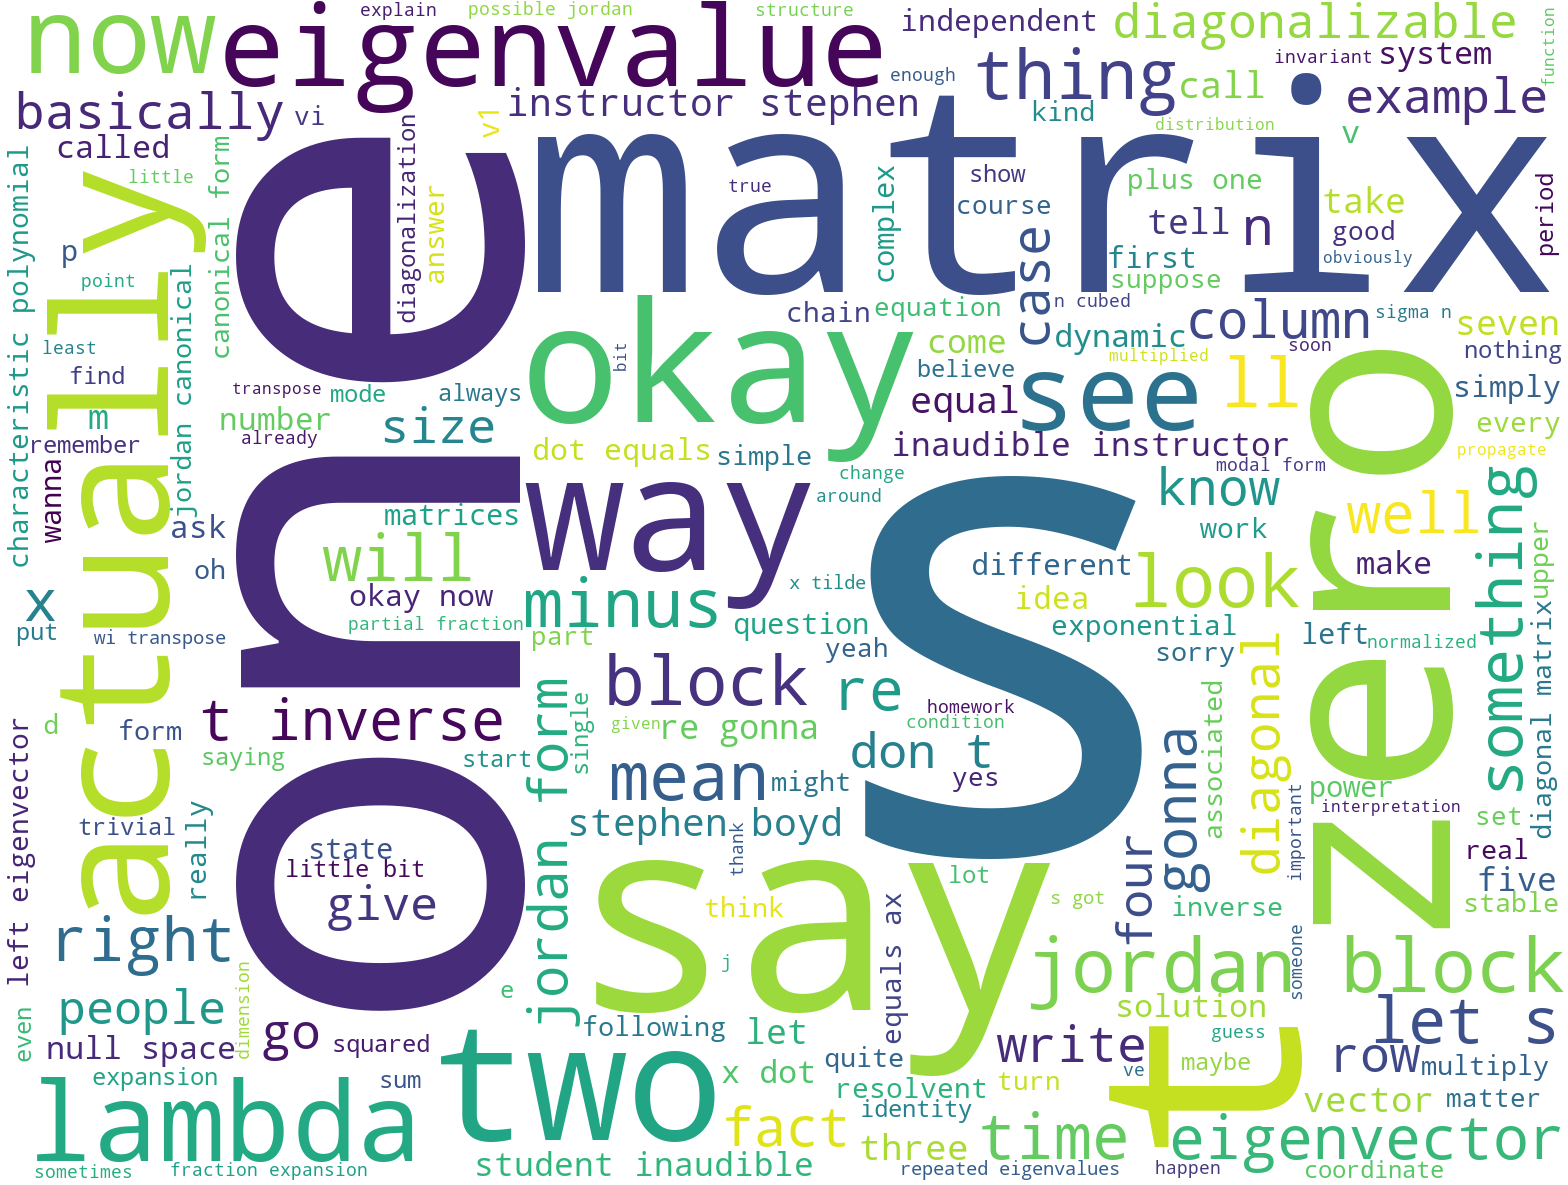 now
eigenvalue
explain
possible jordan
structure
independent
diagonalizable
function
basically
vi
v1
instructor stephen
enough
thing
kind
call
invariant
system
example
called
little
canonical form
diagonalization
answer
one
matrix
true
complex
show
course
case
distribution
plus one
tell
n
v
take
good
obviously
period
characteristic polynomial
p
point
actually
first
suppose
least
find
m
remember
wanna
jordan canonical
transpose
mode
number
already
always
size
okay
bit
chain
equation
come
believe
equal
n cubed
dynamic
multiplied
column
soon
sigma n
seven
nothing
simply
see
ll
zero
every
propagate
dot equals
simple
inaudible instructor
change
around
modal form
know
work
well
something
make
ask
oh
matrices
will
way
x
put
wi transpose
okay now
partial fraction
minus
part
x tilde
question
yeah
s
different
idea
exponential
sorry
look
left
normalized
upper
diagonal matrix
t inverse
d
form
saying
start
jordan form
single
block
given
re gonna
re
homework
condition
don t
yes
mean
might
stephen boyd
gonna
associated
diagonal
important
power
interpretation
set
real
five
stable
left eigenvector
trivial
really
state
little bit
give
right
say
thank
think
lot
j
s got
four
inverse
equals ax
jordan block
someone
people
even
null space
dimension
go
squared
e
following
let
x dot
quite
resolvent
identity
write
turn
ve
solution
guess
maybe
t
let s
row
multiply
vector
matter
lambda
expansion
sum
two
fact
three
time
eigenvector
sometimes
fraction expansion
student inaudible
repeated eigenvalues
happen
coordinate